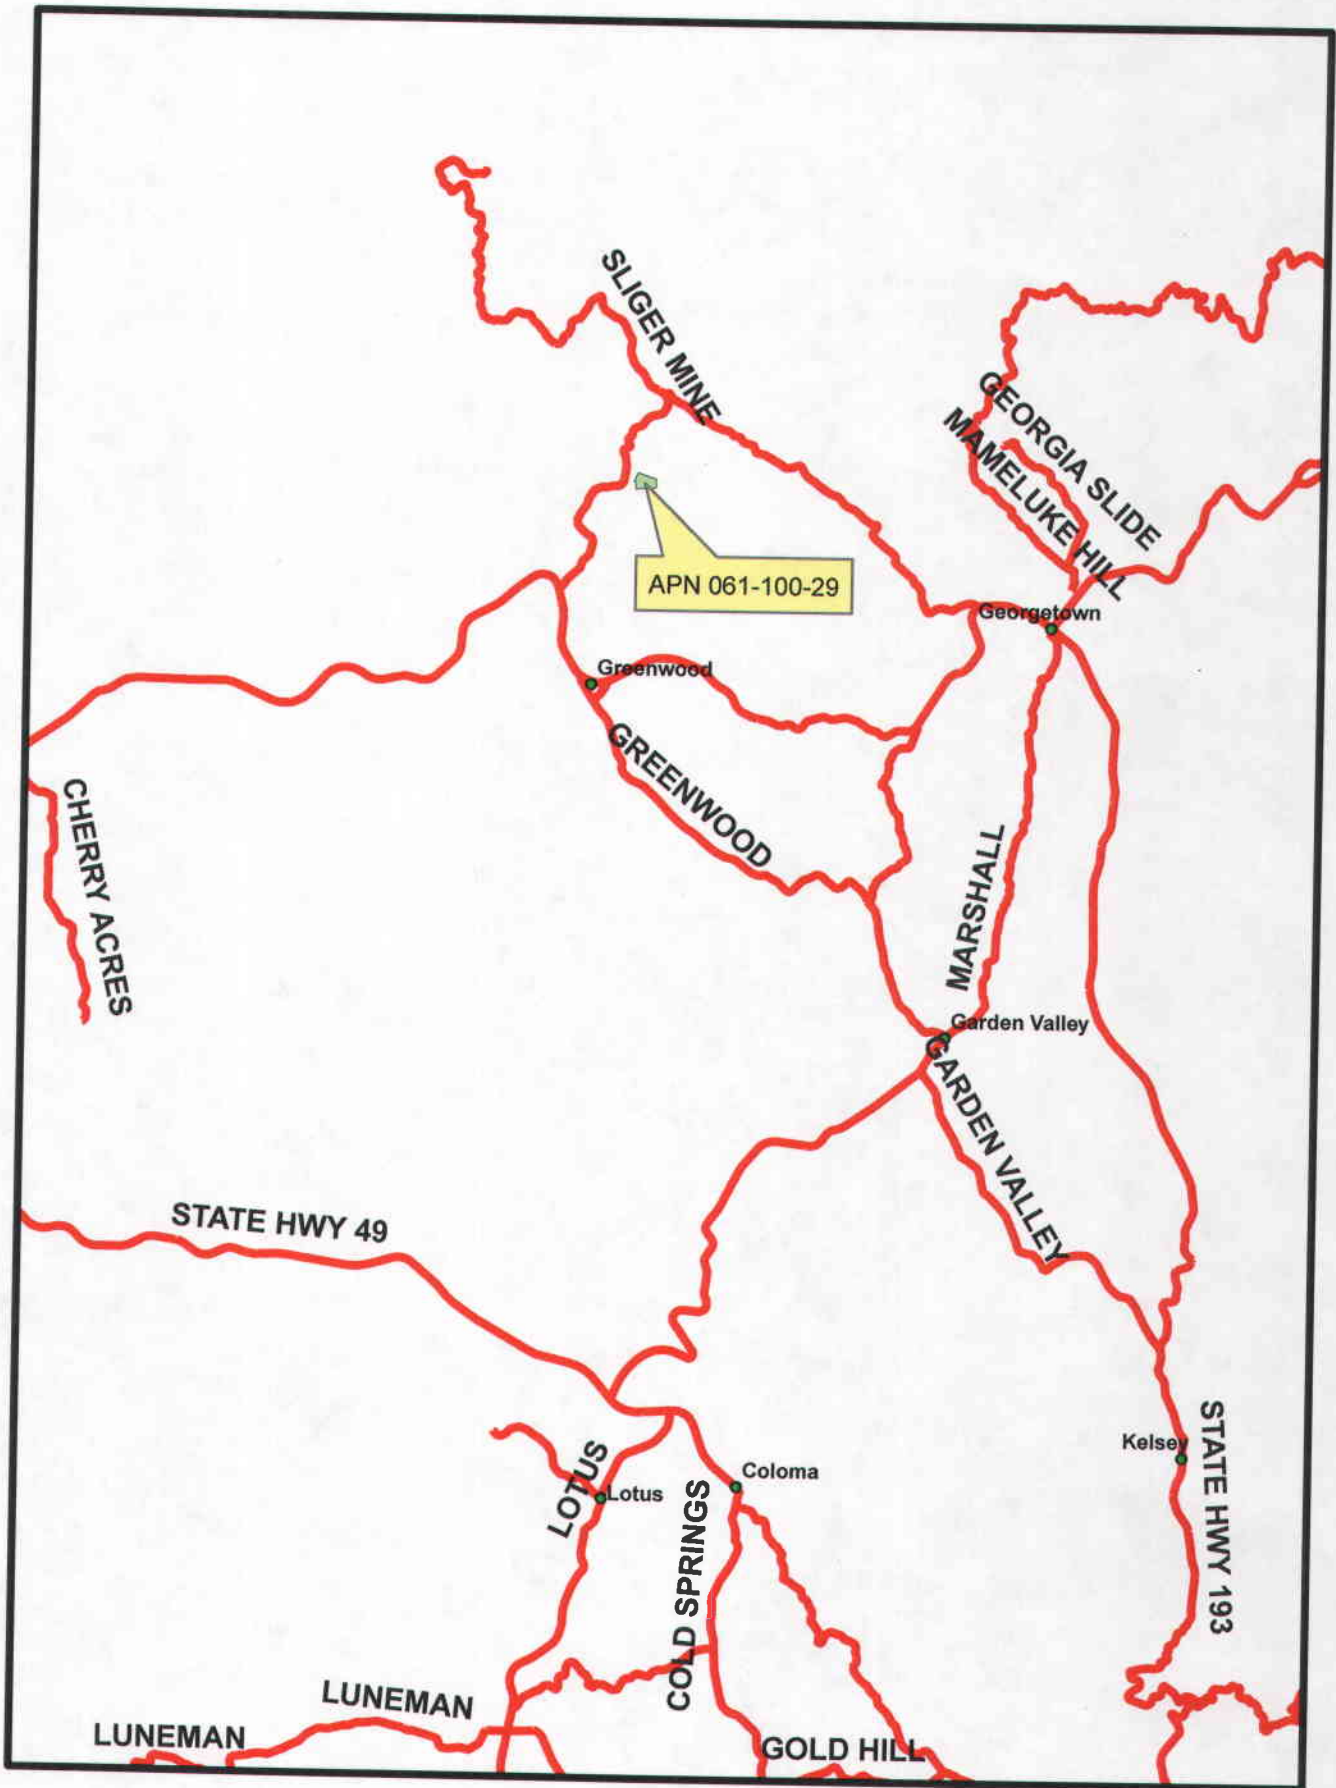 SLIGER MINE
GEORGIA SLIDE
MAMELUKE HILL
APN 061-100-29
Georgetown
Greenwood
GREENWOOD
CHERRY ACRES
MARSHALL
Garden Valley
GARDEN VALLEY
STATE HWY 49
STATE HWY 193
Kelsey
LOTUS
Lotus
Coloma
COLD SPRINGS
LUNEMAN
LUNEMAN
GOLD HILL